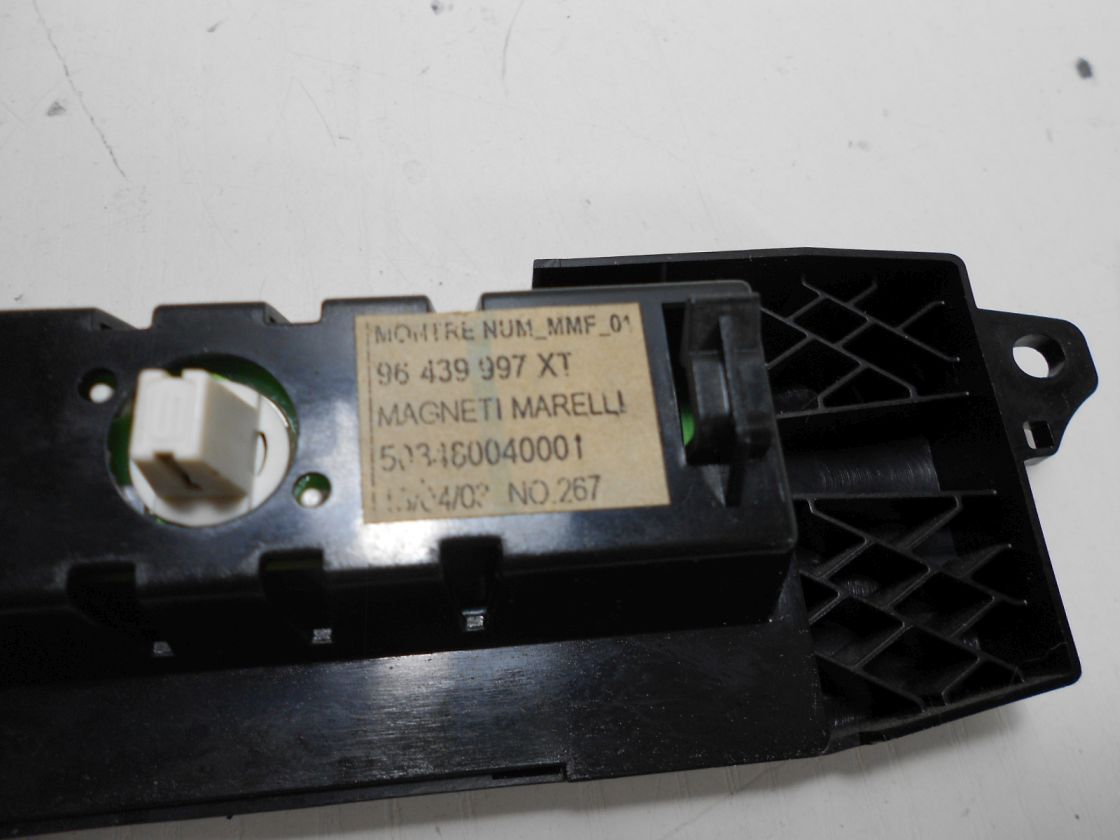 MONTRE NUM_MMF_01
96 439 997 XT
MAGNETI MARELLI
503480040001
NO.267